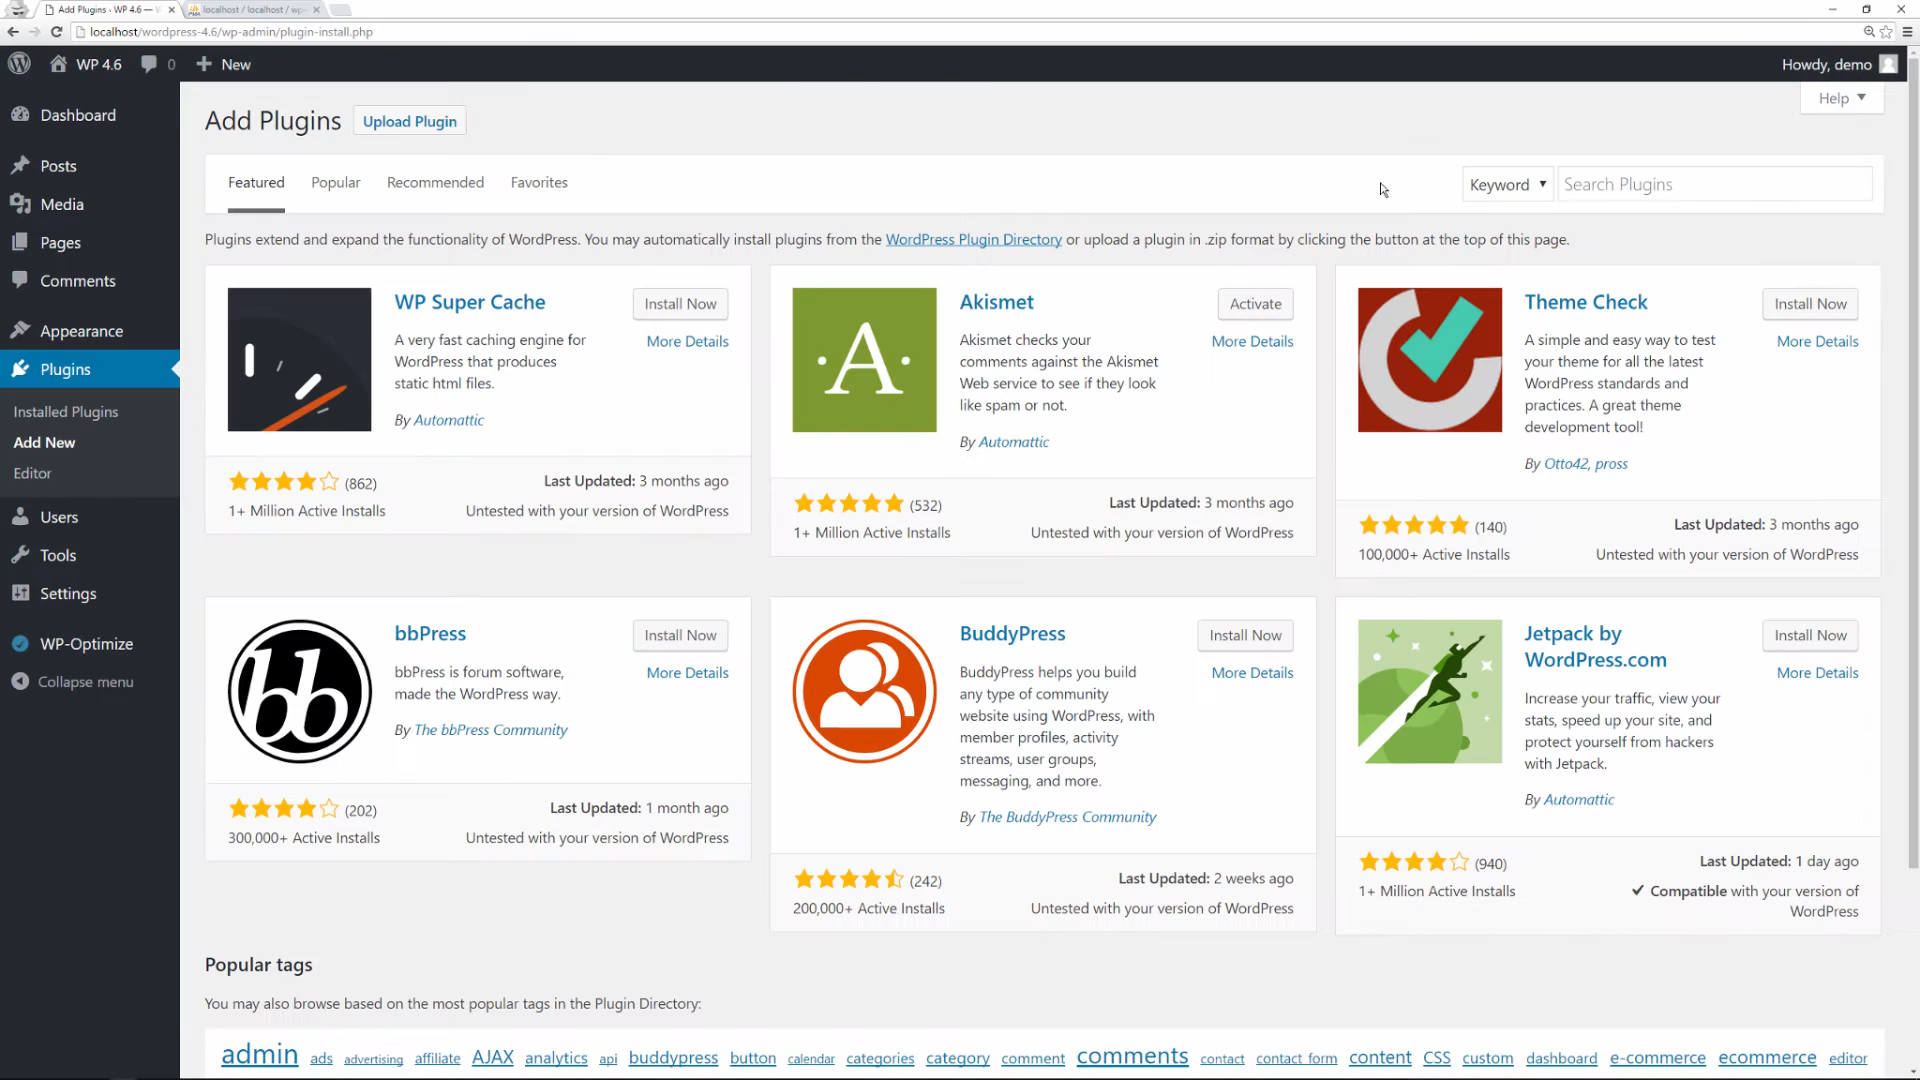 Add Plugins ‹ WP 4.6 —
localhost / localhost / wp-
localhost/wordpress-4.6/wp-admin/plugin-install.php
WP 4.6
0
New
Howdy, demo
Help
Dashboard
Posts
Media
Pages
Comments
Appearance
Plugins
Installed Plugins
Add New
Editor
Users
Tools
Settings
WP-Optimize
Collapse menu
Add Plugins
Upload Plugin
Featured
Popular
Recommended
Favorites
Keyword
Search Plugins
Plugins extend and expand the functionality of WordPress. You may automatically install plugins from the WordPress Plugin Directory or upload a plugin in .zip format by clicking the button at the top of this page.
WP Super Cache
Install Now
More Details
A very fast caching engine for
WordPress that produces
static html files.
By Automattic
(862)
Last Updated: 3 months ago
1+ Million Active Installs
Untested with your version of WordPress
A
Akismet
Activate
More Details
Akismet checks your
comments against the Akismet
Web service to see if they look
like spam or not.
By Automattic
(532)
Last Updated: 3 months ago
1+ Million Active Installs
Untested with your version of WordPress
Theme Check
Install Now
More Details
A simple and easy way to test
your theme for all the latest
WordPress standards and
practices. A great theme
development tool!
By Otto42, pross
(140)
Last Updated: 3 months ago
100,000+ Active Installs
Untested with your version of WordPress
bb
bbPress
Install Now
More Details
bbPress is forum software,
made the WordPress way.
By The bbPress Community
(202)
Last Updated: 1 month ago
300,000+ Active Installs
Untested with your version of WordPress
BuddyPress
Install Now
More Details
BuddyPress helps you build
any type of community
website using WordPress, with
member profiles, activity
streams, user groups,
messaging, and more.
By The BuddyPress Community
(242)
Last Updated: 2 weeks ago
200,000+ Active Installs
Untested with your version of WordPress
Jetpack by
WordPress.com
Install Now
More Details
Increase your traffic, view your
stats, speed up your site, and
protect yourself from hackers
with Jetpack.
By Automattic
(940)
Last Updated: 1 day ago
1+ Million Active Installs
Compatible with your version of
WordPress
Popular tags
You may also browse based on the most popular tags in the Plugin Directory:
admin ads advertising affiliate AJAX analytics api buddypress button calendar categories category comment comments contact contact form content CSS custom dashboard e-commerce ecommerce editor